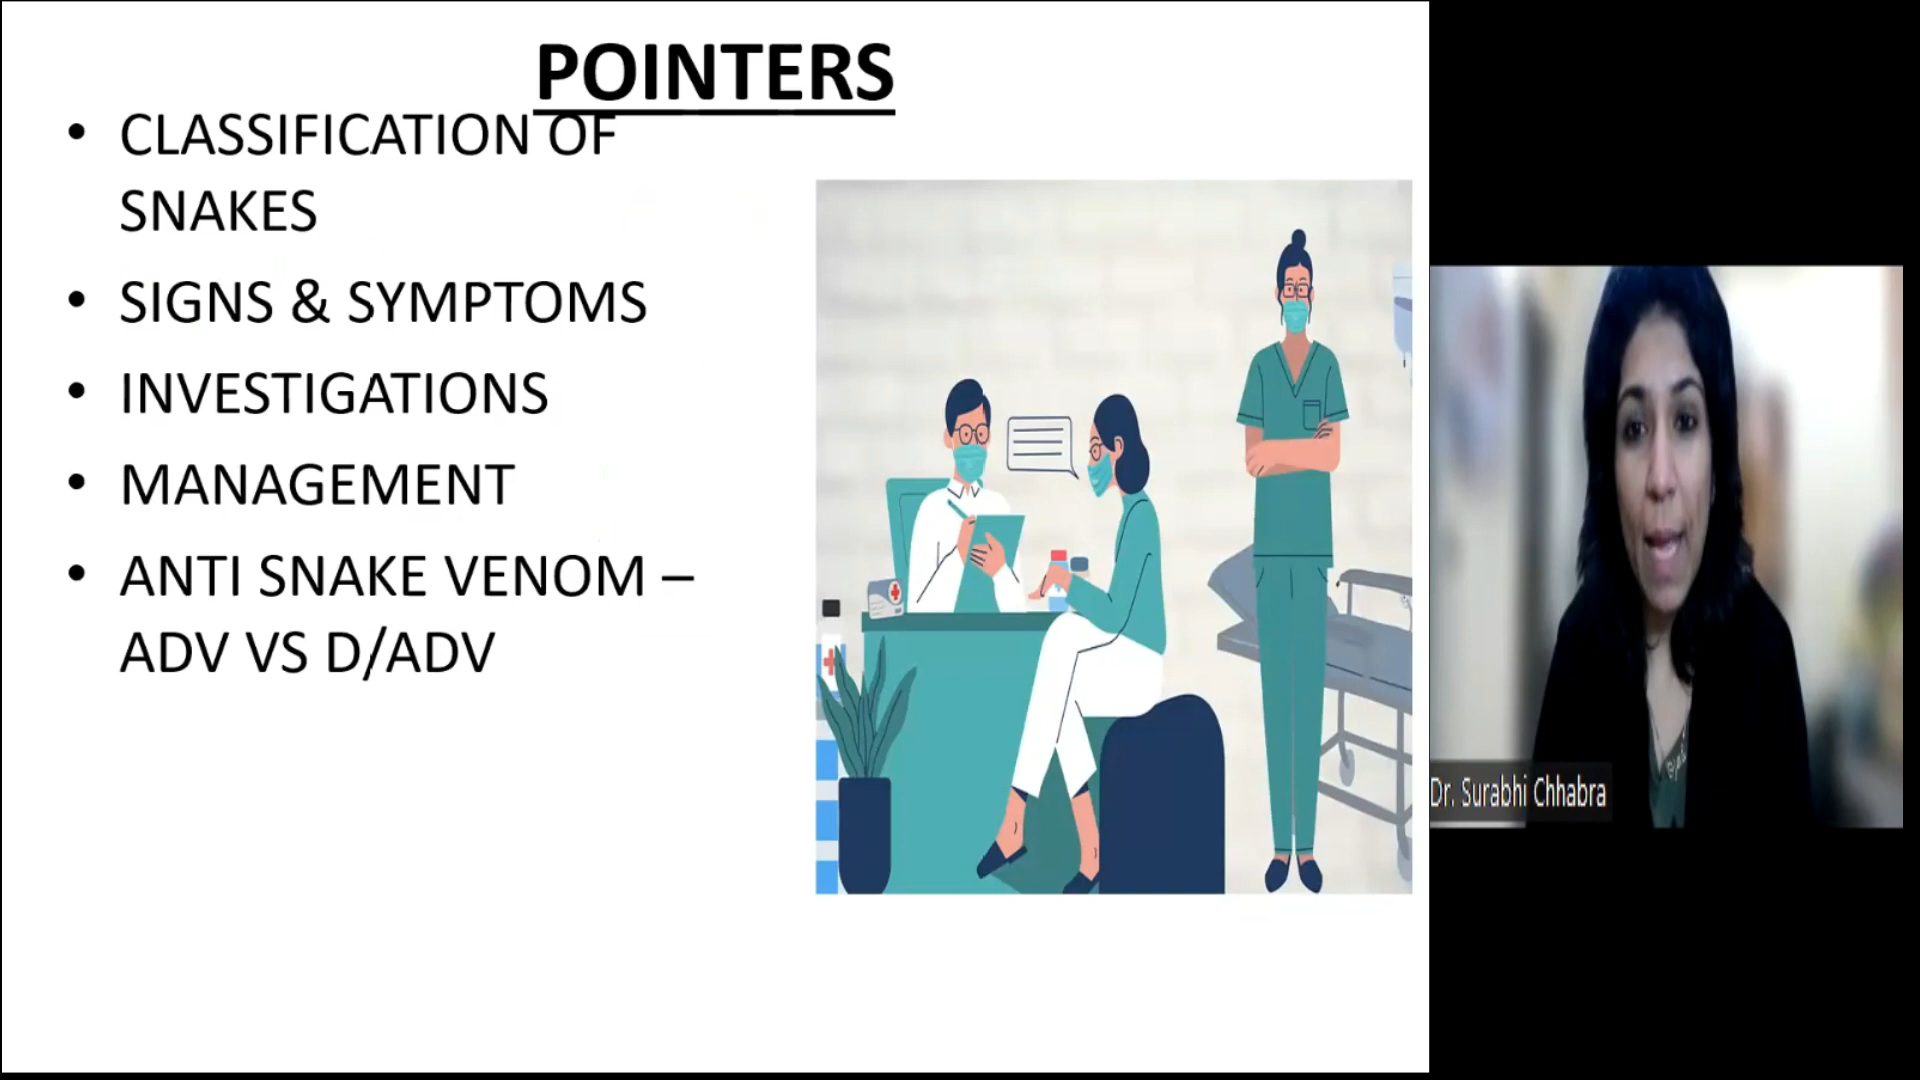 POINTERS
• CLASSIFICATION OF
SNAKES
• SIGNS & SYMPTOMS
• INVESTIGATIONS
• MANAGEMENT
• ANTI SNAKE VENOM –
ADV VS D/ADV
Dr. Surabhi Chhabra